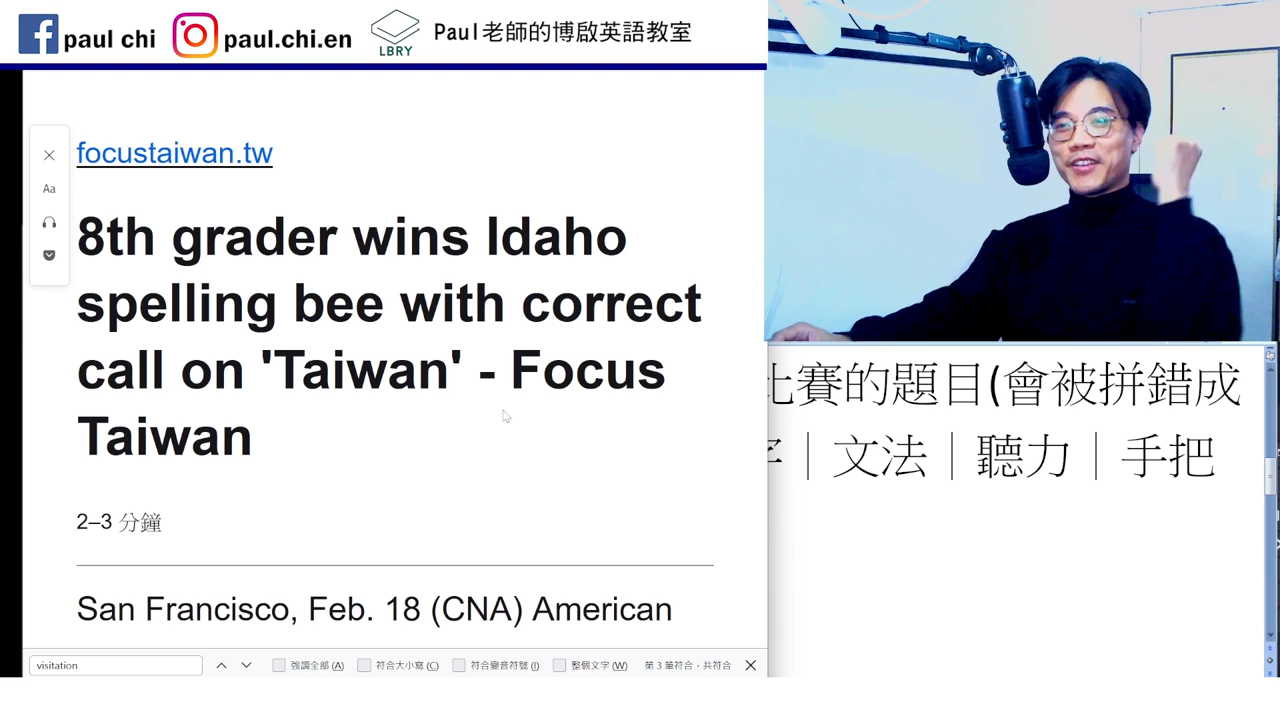 paul chi
paul.chi.en
LBRY
Paul老師的博啟英語教室
focustaiwan.tw
Aa
8th grader wins Idaho
spelling bee with correct
call on 'Taiwan' - Focus
Taiwan
2–3 分鐘
San Francisco, Feb. 18 (CNA) American
visitation
強調全部 (A)
符合大小寫 (C)
符合變音符號 (I)
整個文字 (W)
第 3 筆符合，共符合
比賽的題目(會被拼錯成
字｜文法｜聽力｜手把